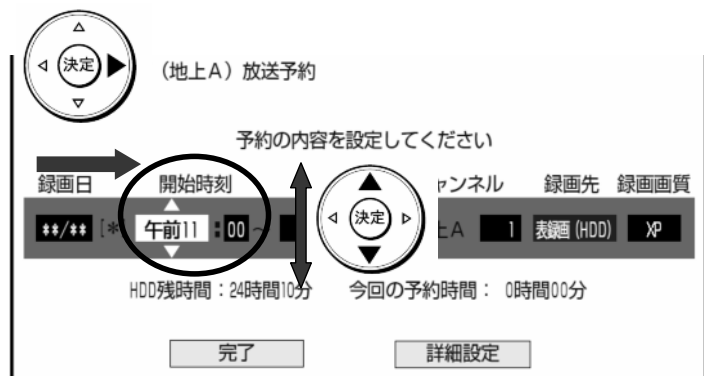 決定
(地上A) 放送予約
予約の内容を設定してください
録画日 開始時刻 ャンネル 録画先 録画画質
**/** [* 午前11 : 00 ~ 決定 A 1 表録画(HDD) XP
HDD残時間：24時間10分 今回の予約時間： 0時間00分
完了 詳細設定